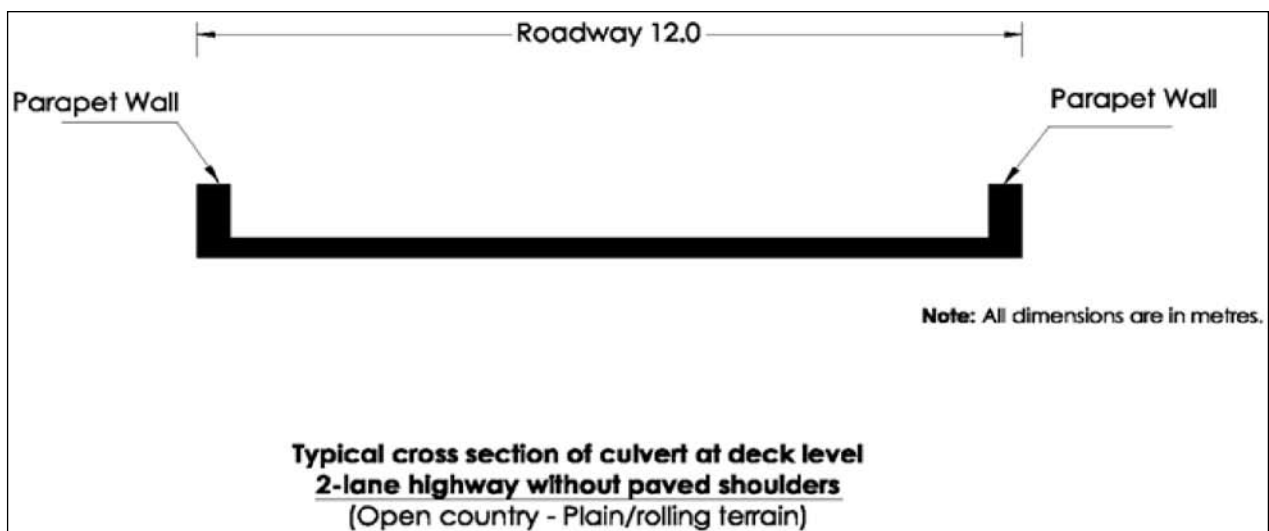 Roadway 12.0
Parapet Wall
Parapet Wall
Note: All dimensions are in metres.
Typical cross section of culvert at deck level
2-lane highway without paved shoulders
(Open country - Plain/rolling terrain)